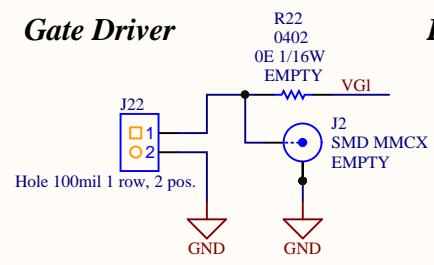 Gate Driver
R22
0402
0E 1/16W
EMPTY
VGl
J22
1
2
J2
SMD MMCX
EMPTY
Hole 100mil 1 row, 2 pos.
GND
GND